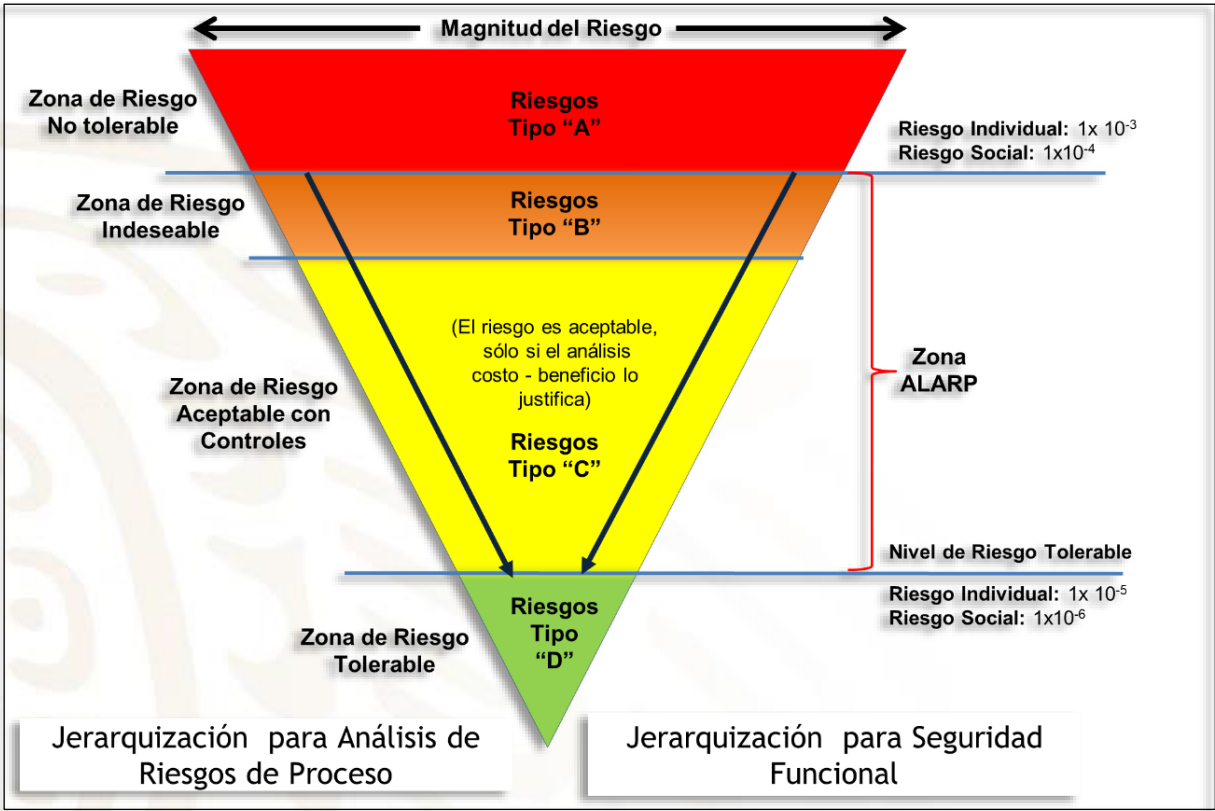 Magnitud del Riesgo
Zona de Riesgo
No tolerable
Riesgos
Tipo “A”
Riesgo Individual: 1x 10⁻³
Riesgo Social: 1x10⁻⁴
Zona de Riesgo
Indeseable
Riesgos
Tipo “B”
(El riesgo es aceptable,
sólo si el análisis
costo - beneficio lo
justifica)
Zona de Riesgo
Aceptable con
Controles
Riesgos
Tipo “C”
Zona
ALARP
Nivel de Riesgo Tolerable
Riesgo Individual: 1x 10⁻⁵
Riesgo Social: 1x10⁻⁶
Zona de Riesgo
Tolerable
Riesgos
Tipo
“D”
Jerarquización para Análisis de
Riesgos de Proceso
Jerarquización para Seguridad
Funcional